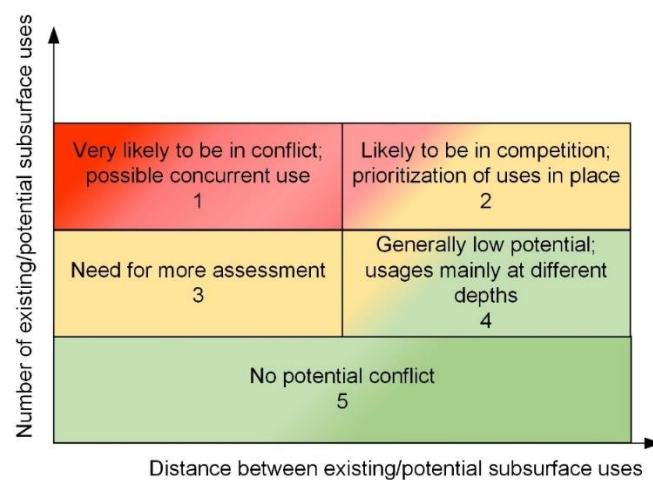 Number of existing/potential subsurface uses
Very likely to be in conflict;
possible concurrent use
1
Likely to be in competition;
prioritization of uses in place
2
Need for more assessment
3
Generally low potential;
usages mainly at different
depths
4
No potential conflict
5
Distance between existing/potential subsurface uses